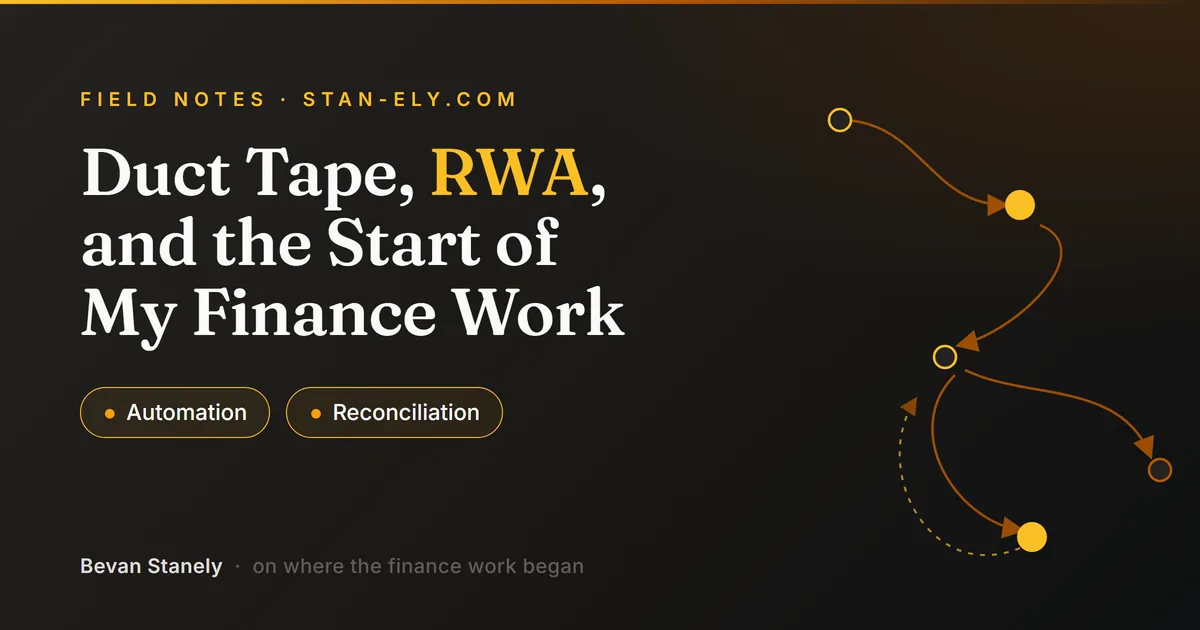 FIELD NOTES · STAN-ELY.COM
Duct Tape, RWA,
and the Start of
My Finance Work
Automation
Reconciliation
Bevan Stanely · on where the finance work began